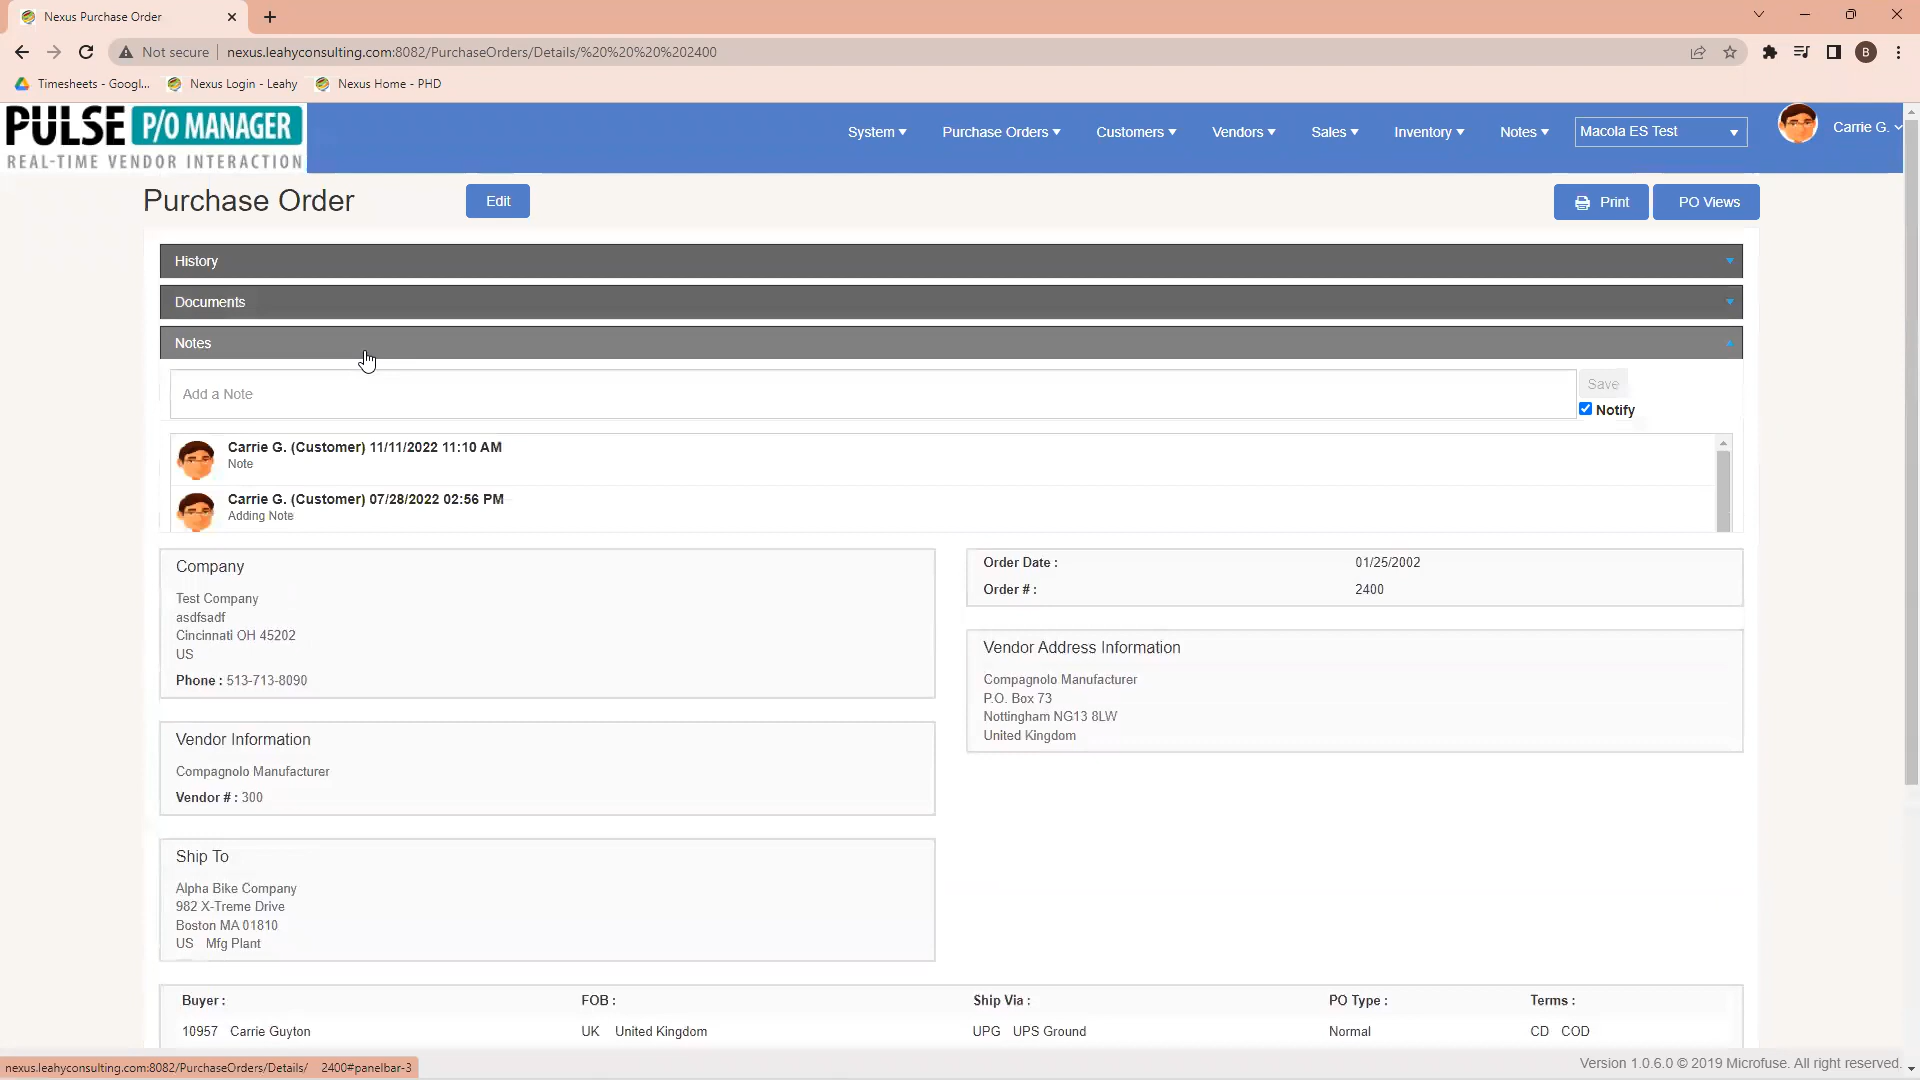 Nexus Purchase Order
Not secure nexus.leahyconsulting.com:8082/PurchaseOrders/Details/%20%20%20%202400 B
Timesheets - Googl... Nexus Login - Leahy Nexus Home - PHD
PULSE P/O MANAGER
REAL-TIME VENDOR INTERACTION
System Purchase Orders Customers Vendors Sales Inventory Notes Macola ES Test Carrie G.
Purchase Order Edit Print PO Views
History
Documents
Notes
Add a Note Save
Notify
Carrie G. (Customer) 11/11/2022 11:10 AM
Note
Carrie G. (Customer) 07/28/2022 02:56 PM
Adding Note
Company
Test Company
asdfsadf
Cincinnati OH 45202
US
Phone : 513-713-8090
Order Date : 01/25/2002
Order # : 2400
Vendor Address Information
Compagnolo Manufacturer
P.O. Box 73
Nottingham NG13 8LW
United Kingdom
Vendor Information
Compagnolo Manufacturer
Vendor # : 300
Ship To
Alpha Bike Company
982 X-Treme Drive
Boston MA 01810
US Mfg Plant
Buyer : FOB : Ship Via : PO Type : Terms :
10957 Carrie Guyton UK United Kingdom UPG UPS Ground Normal CD COD
nexus.leahyconsulting.com:8082/PurchaseOrders/Details/ 2400#panelbar-3
Version 1.0.6.0 © 2019 Microfuse. All right reserved.